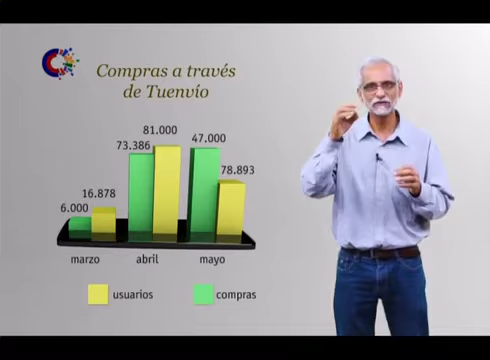 Compras a través
de Tuenvío
81.000
73.386
47.000
78.893
16.878
6.000
marzo
abril
mayo
usuarios
compras